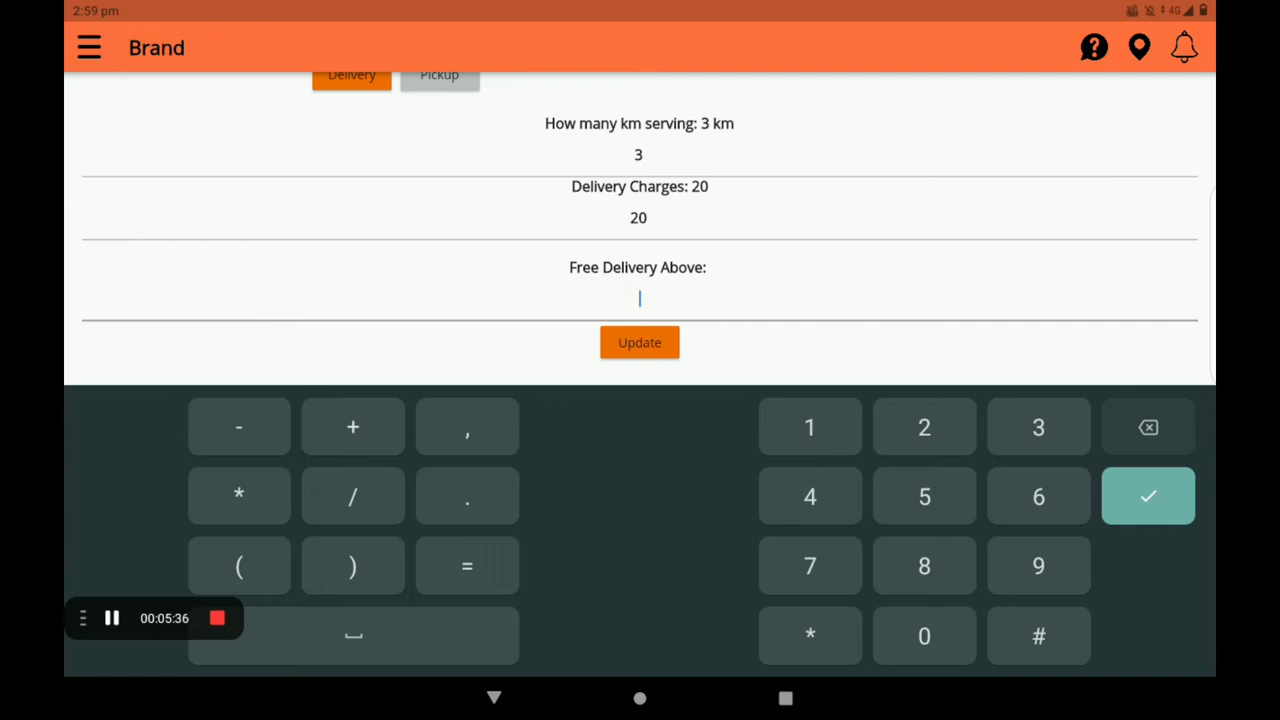 2:59 pm
4G
Brand
Delivery Pickup
How many km serving: 3 km
3
Delivery Charges: 20
20
Free Delivery Above:
Update
- + , 1 2 3
* / . 4 5 6
( ) = 7 8 9
00:05:36
* 0 #